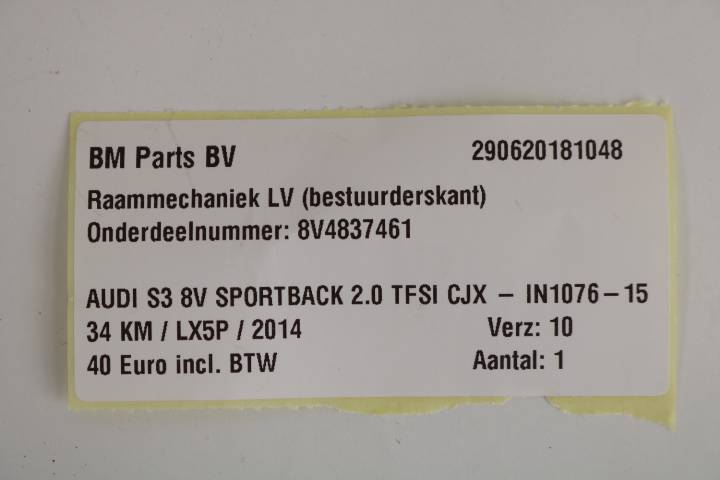 BM Parts BV 290620181048
Raammechaniek LV (bestuurderskant)
Onderdeelnummer: 8V4837461
AUDI S3 8V SPORTBACK 2.0 TFSI CJX – IN1076–15
34 KM / LX5P / 2014 Verz: 10
40 Euro incl. BTW Aantal: 1